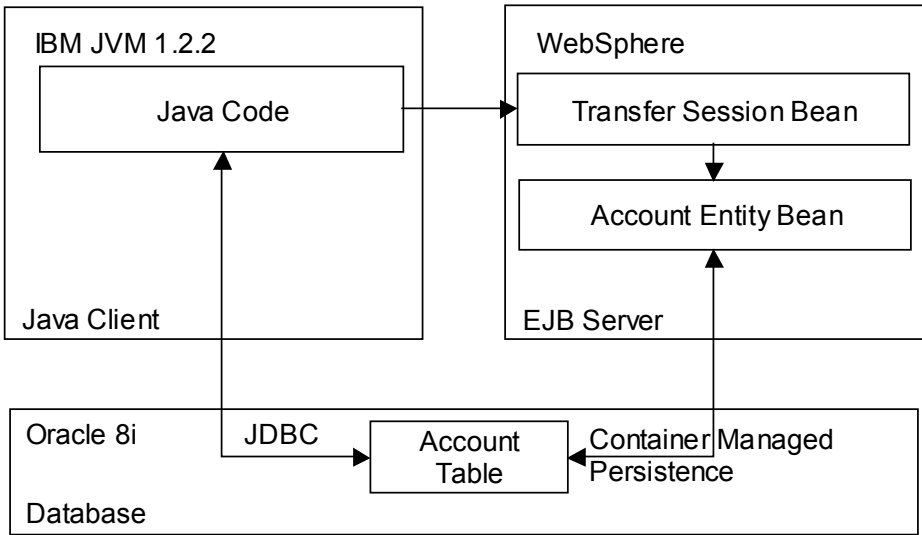 IBM JVM 1.2.2
Java Code
Java Client
WebSphere
Transfer Session Bean
Account Entity Bean
EJB Server
Oracle 8i
JDBC
Account
Table
Container Managed
Persistence
Database